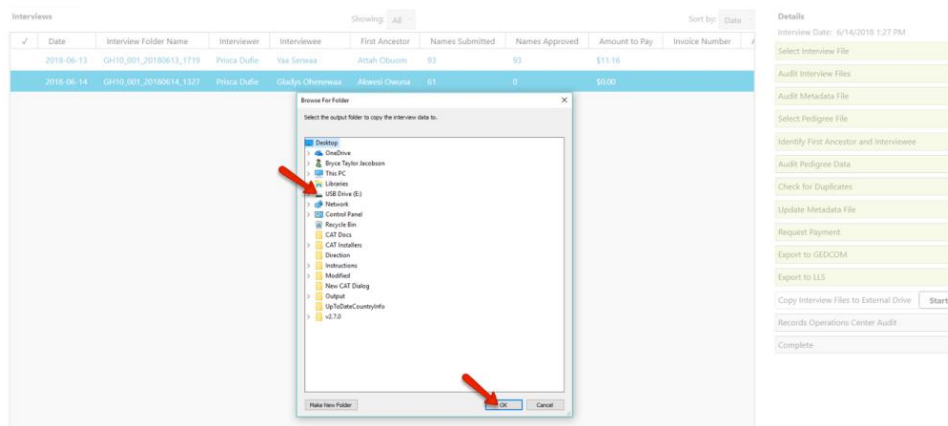 Interviews
Showing: All
Sort by: Date
✓ Date Interview Folder Name Interviewer Interviewee First Ancestor Names Submitted Names Approved Amount to Pay Invoice Number
2018-06-13 GH10_001_20180613_1719 Prisca Dufie Yaa Serwaa Attah Obuom 93 93 $11.16
2018-06-14 GH10_001_20180614_1327 Prisca Dufie Gladys Ohenewaa Akwesi Owuna 61 0 $0.00
Browse For Folder
Select the output folder to copy the interview data to.
Desktop
OneDrive
Bryce Taylor Jacobson
This PC
Libraries
USB Drive (E:)
Network
Control Panel
Recycle Bin
CAT Docs
CAT Installers
Direction
Instructions
Modified
New CAT Dialog
Output
UpToDateCountryInfo
v2.7.0
Make New Folder
OK
Cancel
Details
Interview Date: 6/14/2018 1:27 PM
Select Interview File
Audit Interview Files
Audit Metadata File
Select Pedigree File
Identify First Ancestor and Interviewee
Audit Pedigree Data
Check for Duplicates
Update Metadata File
Request Payment
Export to GEDCOM
Export to LLS
Copy Interview Files to External Drive Start
Records Operations Center Audit
Complete